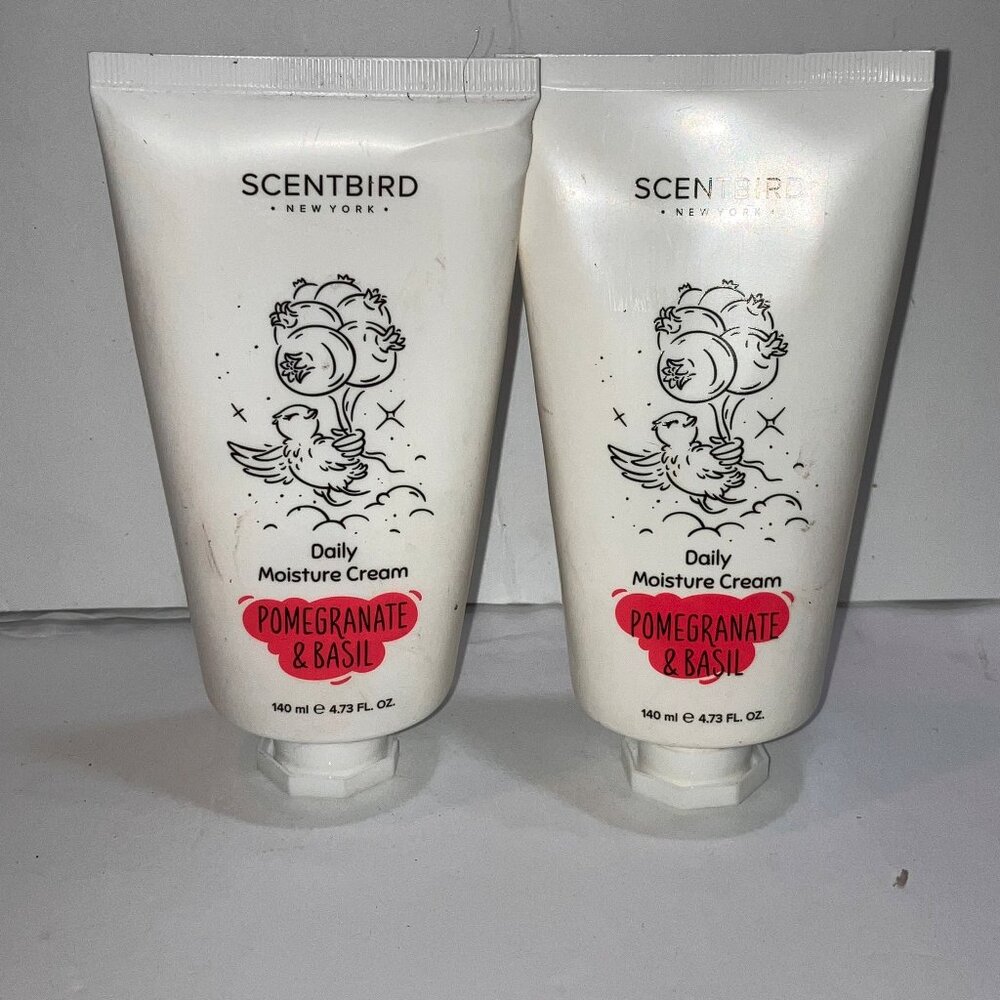 SCENTBIRD
• NEW YORK •
Daily
Moisture Cream
POMEGRANATE
& BASIL
140 ml e 4.73 FL. OZ.
SCENTBIRD
• NEW YORK •
Daily
Moisture Cream
POMEGRANATE
& BASIL
140 ml e 4.73 FL. OZ.